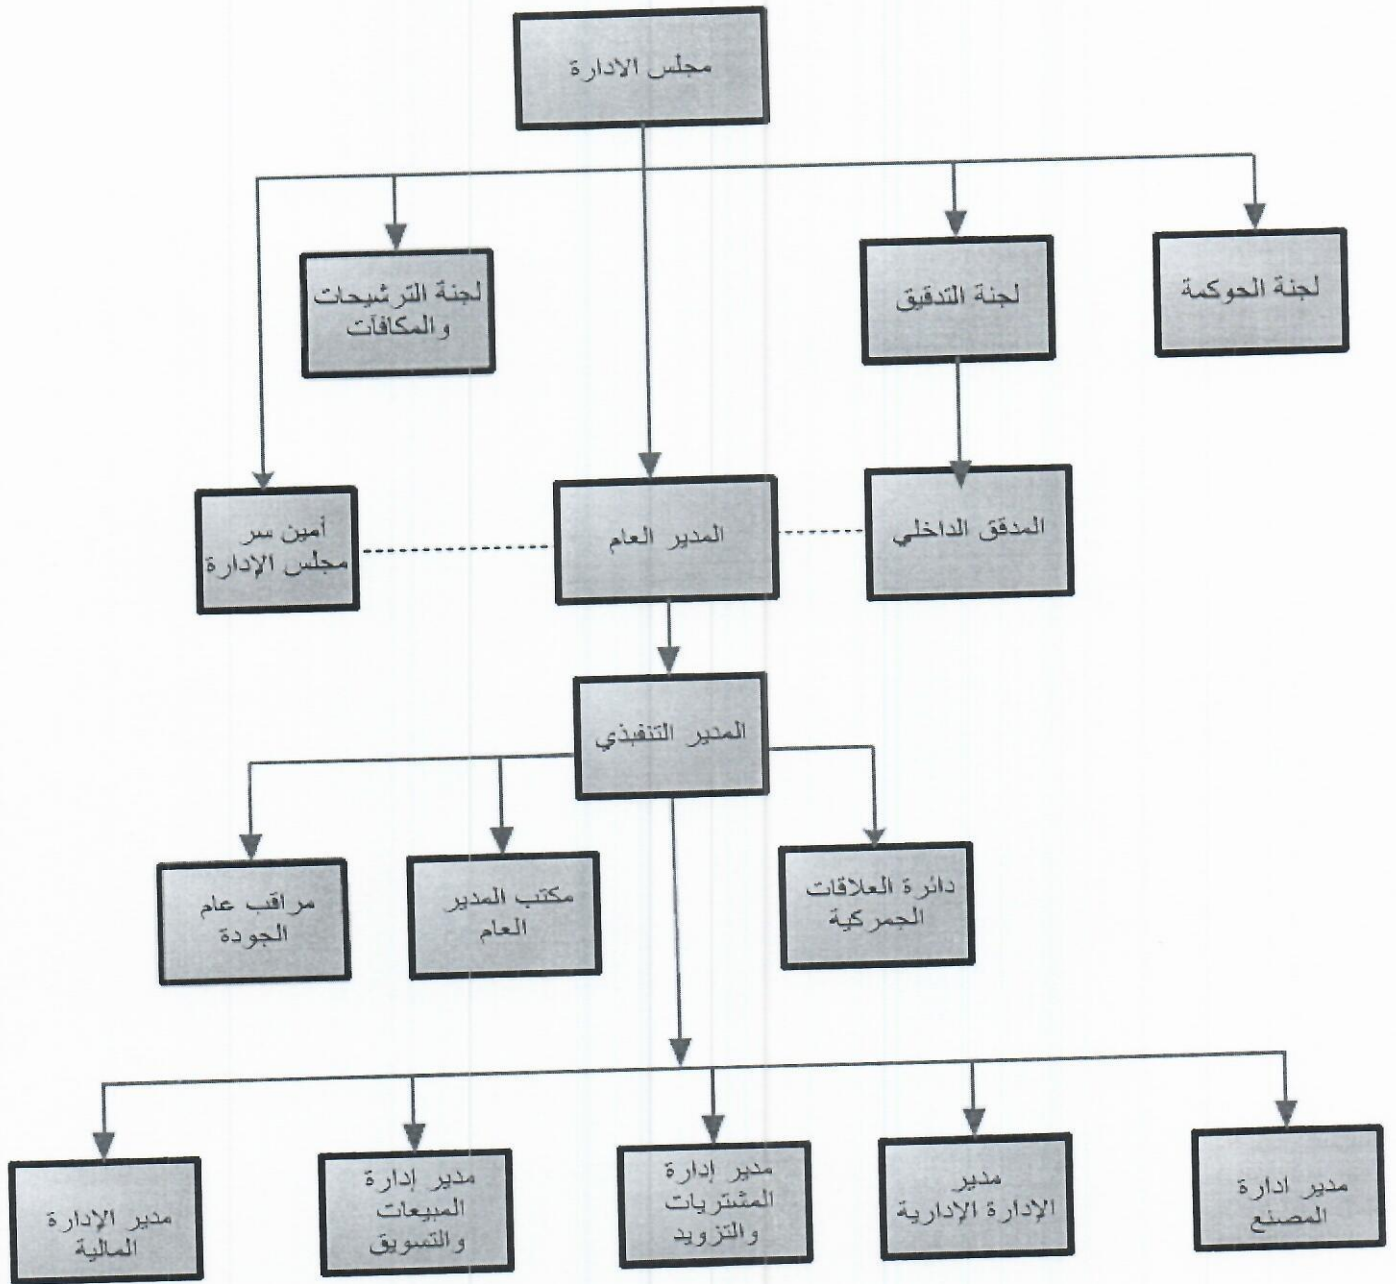 مجلس الادارة
لجنة الحوكمة
لجنة التدقيق
لجنة الترشيحات
والمكافآت
المدقق الداخلي
المدير العام
أمين سر
مجلس الإدارة
المدير التنفيذي
دائرة العلاقات
الجمركية
مكتب المدير
العام
مراقب عام
الجودة
مدير ادارة
المصنع
مدير
الإدارة الإدارية
مدير إدارة
المشتريات
والتزويد
مدير إدارة
المبيعات
والتسويق
مدير الإدارة
المالية